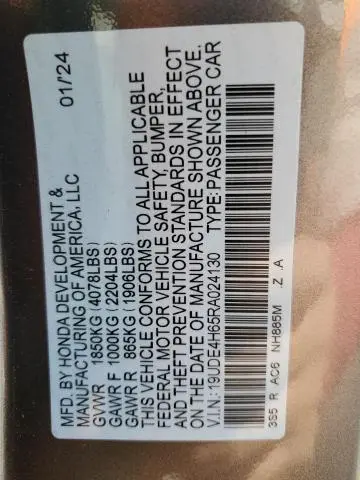 MFD. BY HONDA DEVELOPMENT & 01/24
MANUFACTURING OF AMERICA, LLC
GVWR 1850KG (4078LBS)
GAWR F 1000KG (2204LBS)
GAWR R 865KG (1906LBS)
THIS VEHICLE CONFORMS TO ALL APPLICABLE
FEDERAL MOTOR VEHICLE SAFETY, BUMPER,
AND THEFT PREVENTION STANDARDS IN EFFECT
ON THE DATE OF MANUFACTURE SHOWN ABOVE.
V.I.N.: 19UDE4H65RA024130 TYPE: PASSENGER CAR
3S5 R AC6 NH885M .Z .A